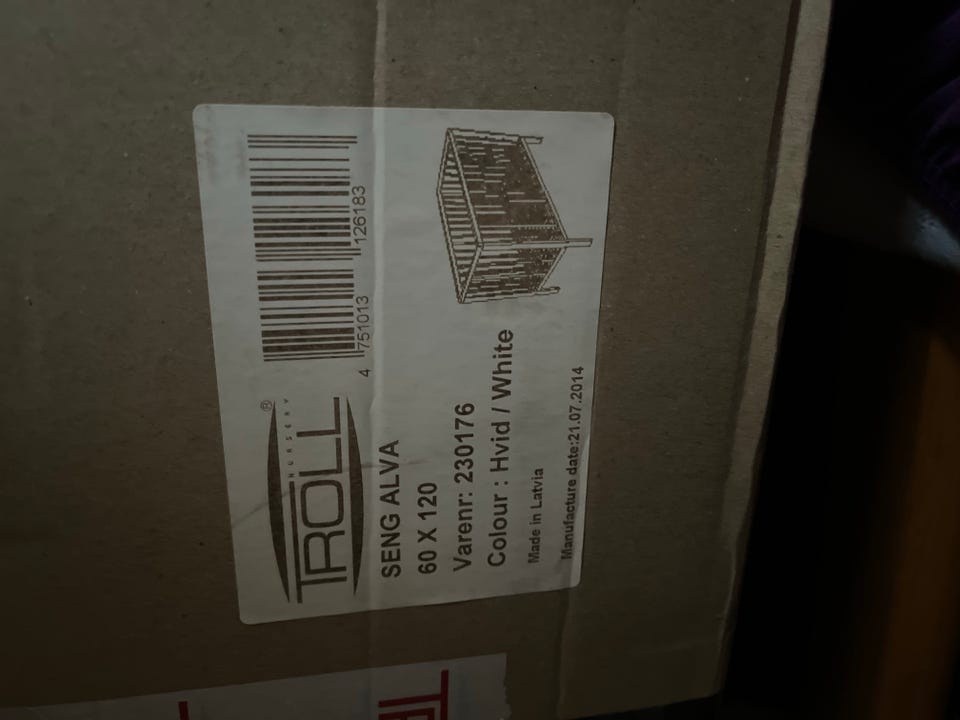 TROLL®
NURSERY
4 751013 126183
SENG ALVA
60 X 120
Varenr: 230176
Colour : Hvid / White
Made in Latvia
Manufacture date:21.07.2014